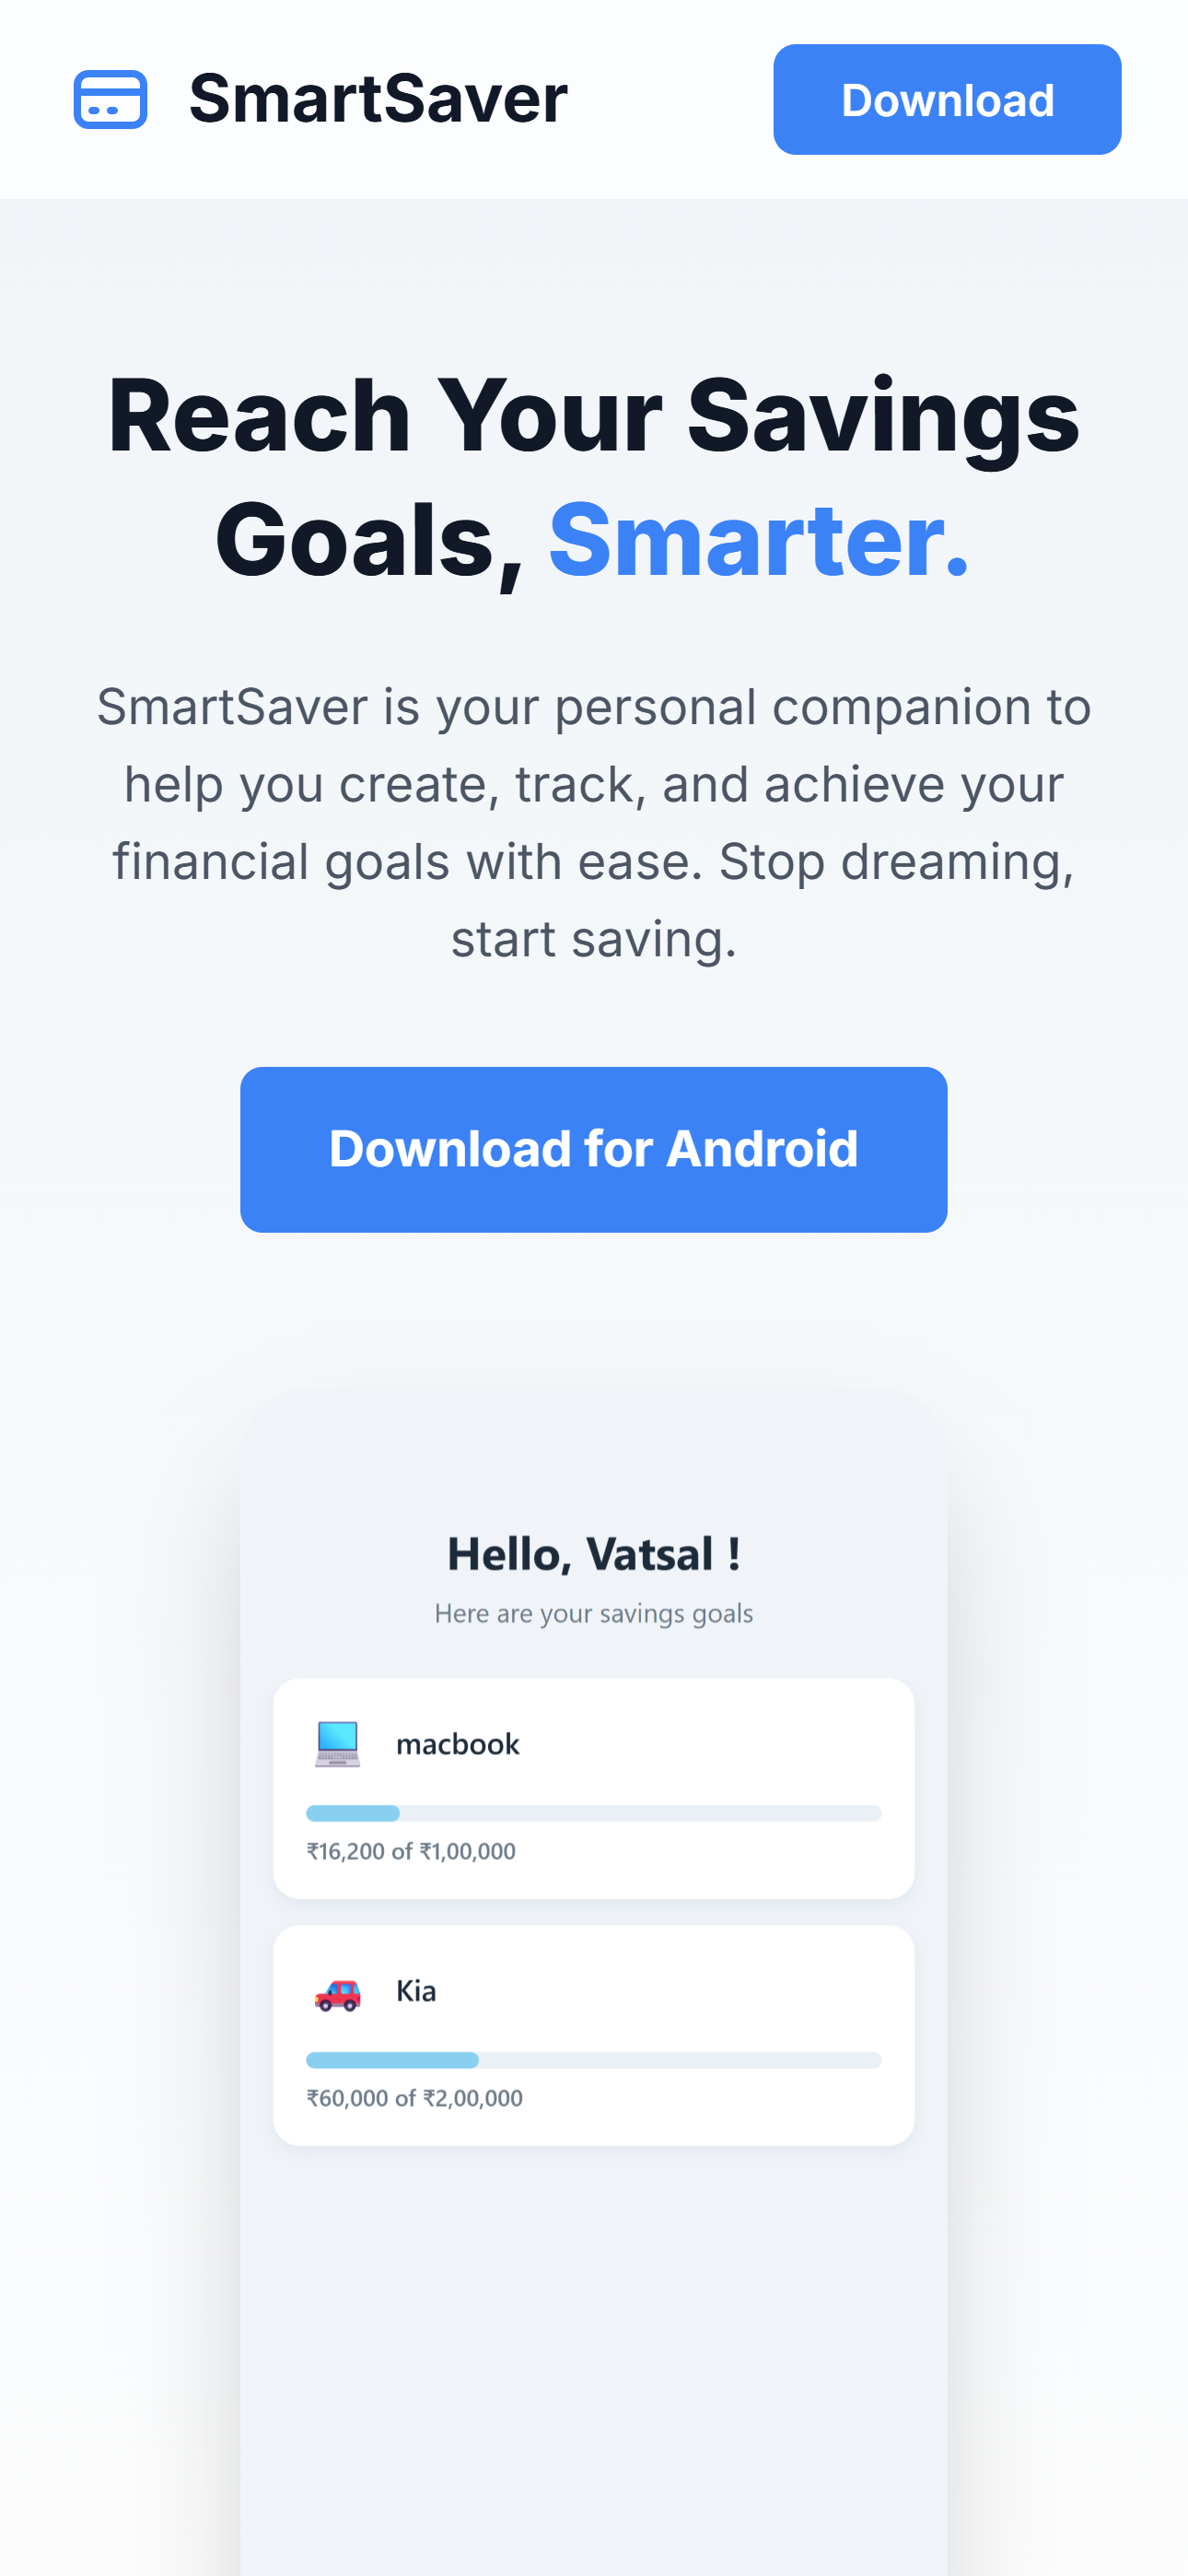 SmartSaver
Download
Reach Your Savings
Goals, Smarter.
SmartSaver is your personal companion to
help you create, track, and achieve your
financial goals with ease. Stop dreaming,
start saving.
Download for Android
Hello, Vatsal !
Here are your savings goals
macbook
₹16,200 of ₹1,00,000
Kia
₹60,000 of ₹2,00,000